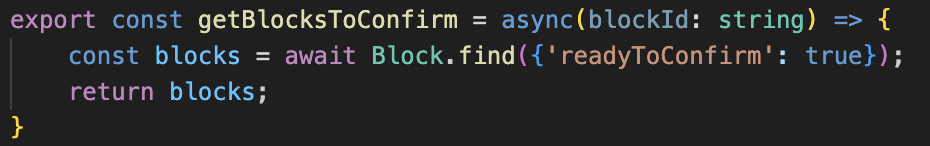 export const getBlocksToConfirm = async(blockId: string) => {
    const blocks = await Block.find({'readyToConfirm': true});
    return blocks;
}